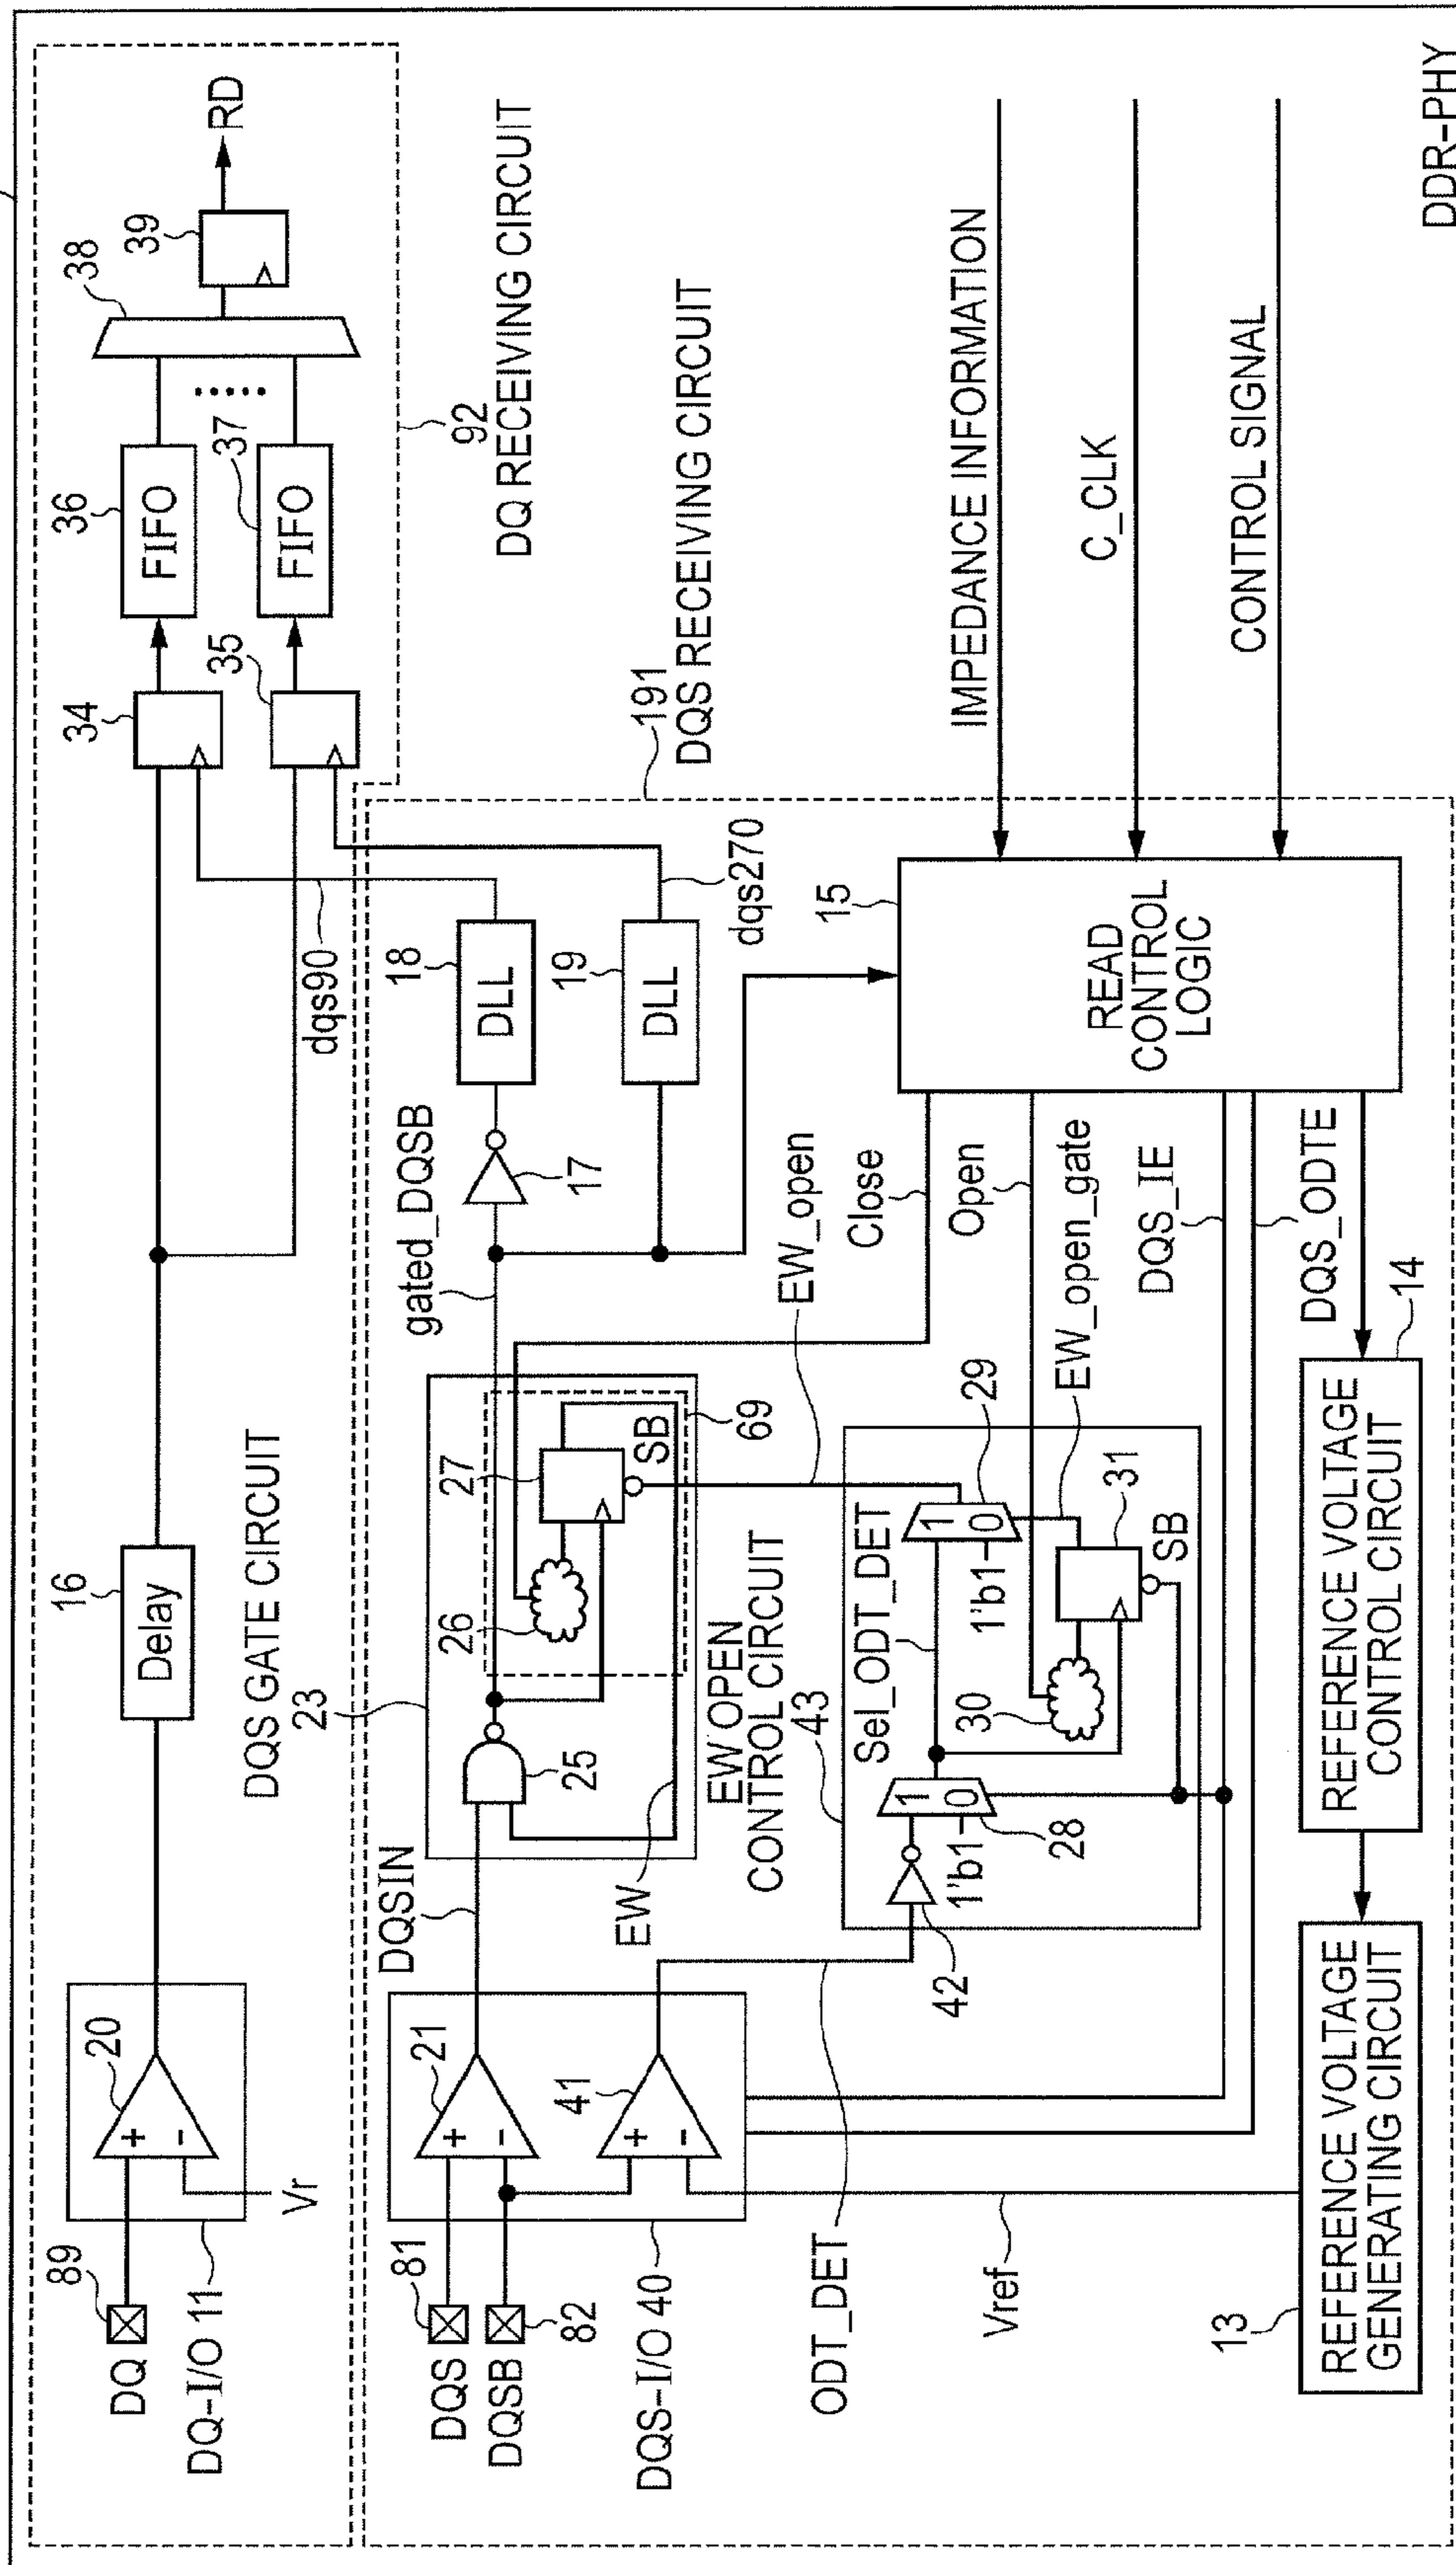 89
DQ
DQ-I/O 11
20
+
-
Vr
16
Delay
34
35
36
FIFO
37
FIFO
38
39
RD
92
DQ RECEIVING CIRCUIT
dqs90
DQS GATE CIRCUIT
23
81
DQS
DQSB
82
DQS-I/O 40
21
+
-
41
+
-
DQSIN
EW
25
26
27
SB
69
gated_DQSB
17
18
DLL
19
DLL
dqs270
191
DQS RECEIVING CIRCUIT
EW OPEN
CONTROL CIRCUIT
43
EW_open
Close
Open
EW_open_gate
DQS_IE
DQS_ODTE
ODT_DET
42
1
0
1'b1
28
Sel_ODT_DET
1
0
1'b1
29
30
31
SB
15
READ
CONTROL
LOGIC
IMPEDANCE INFORMATION
C_CLK
CONTROL SIGNAL
Vref
13
REFERENCE VOLTAGE
GENERATING CIRCUIT
14
REFERENCE VOLTAGE
CONTROL CIRCUIT
DDR-PHY